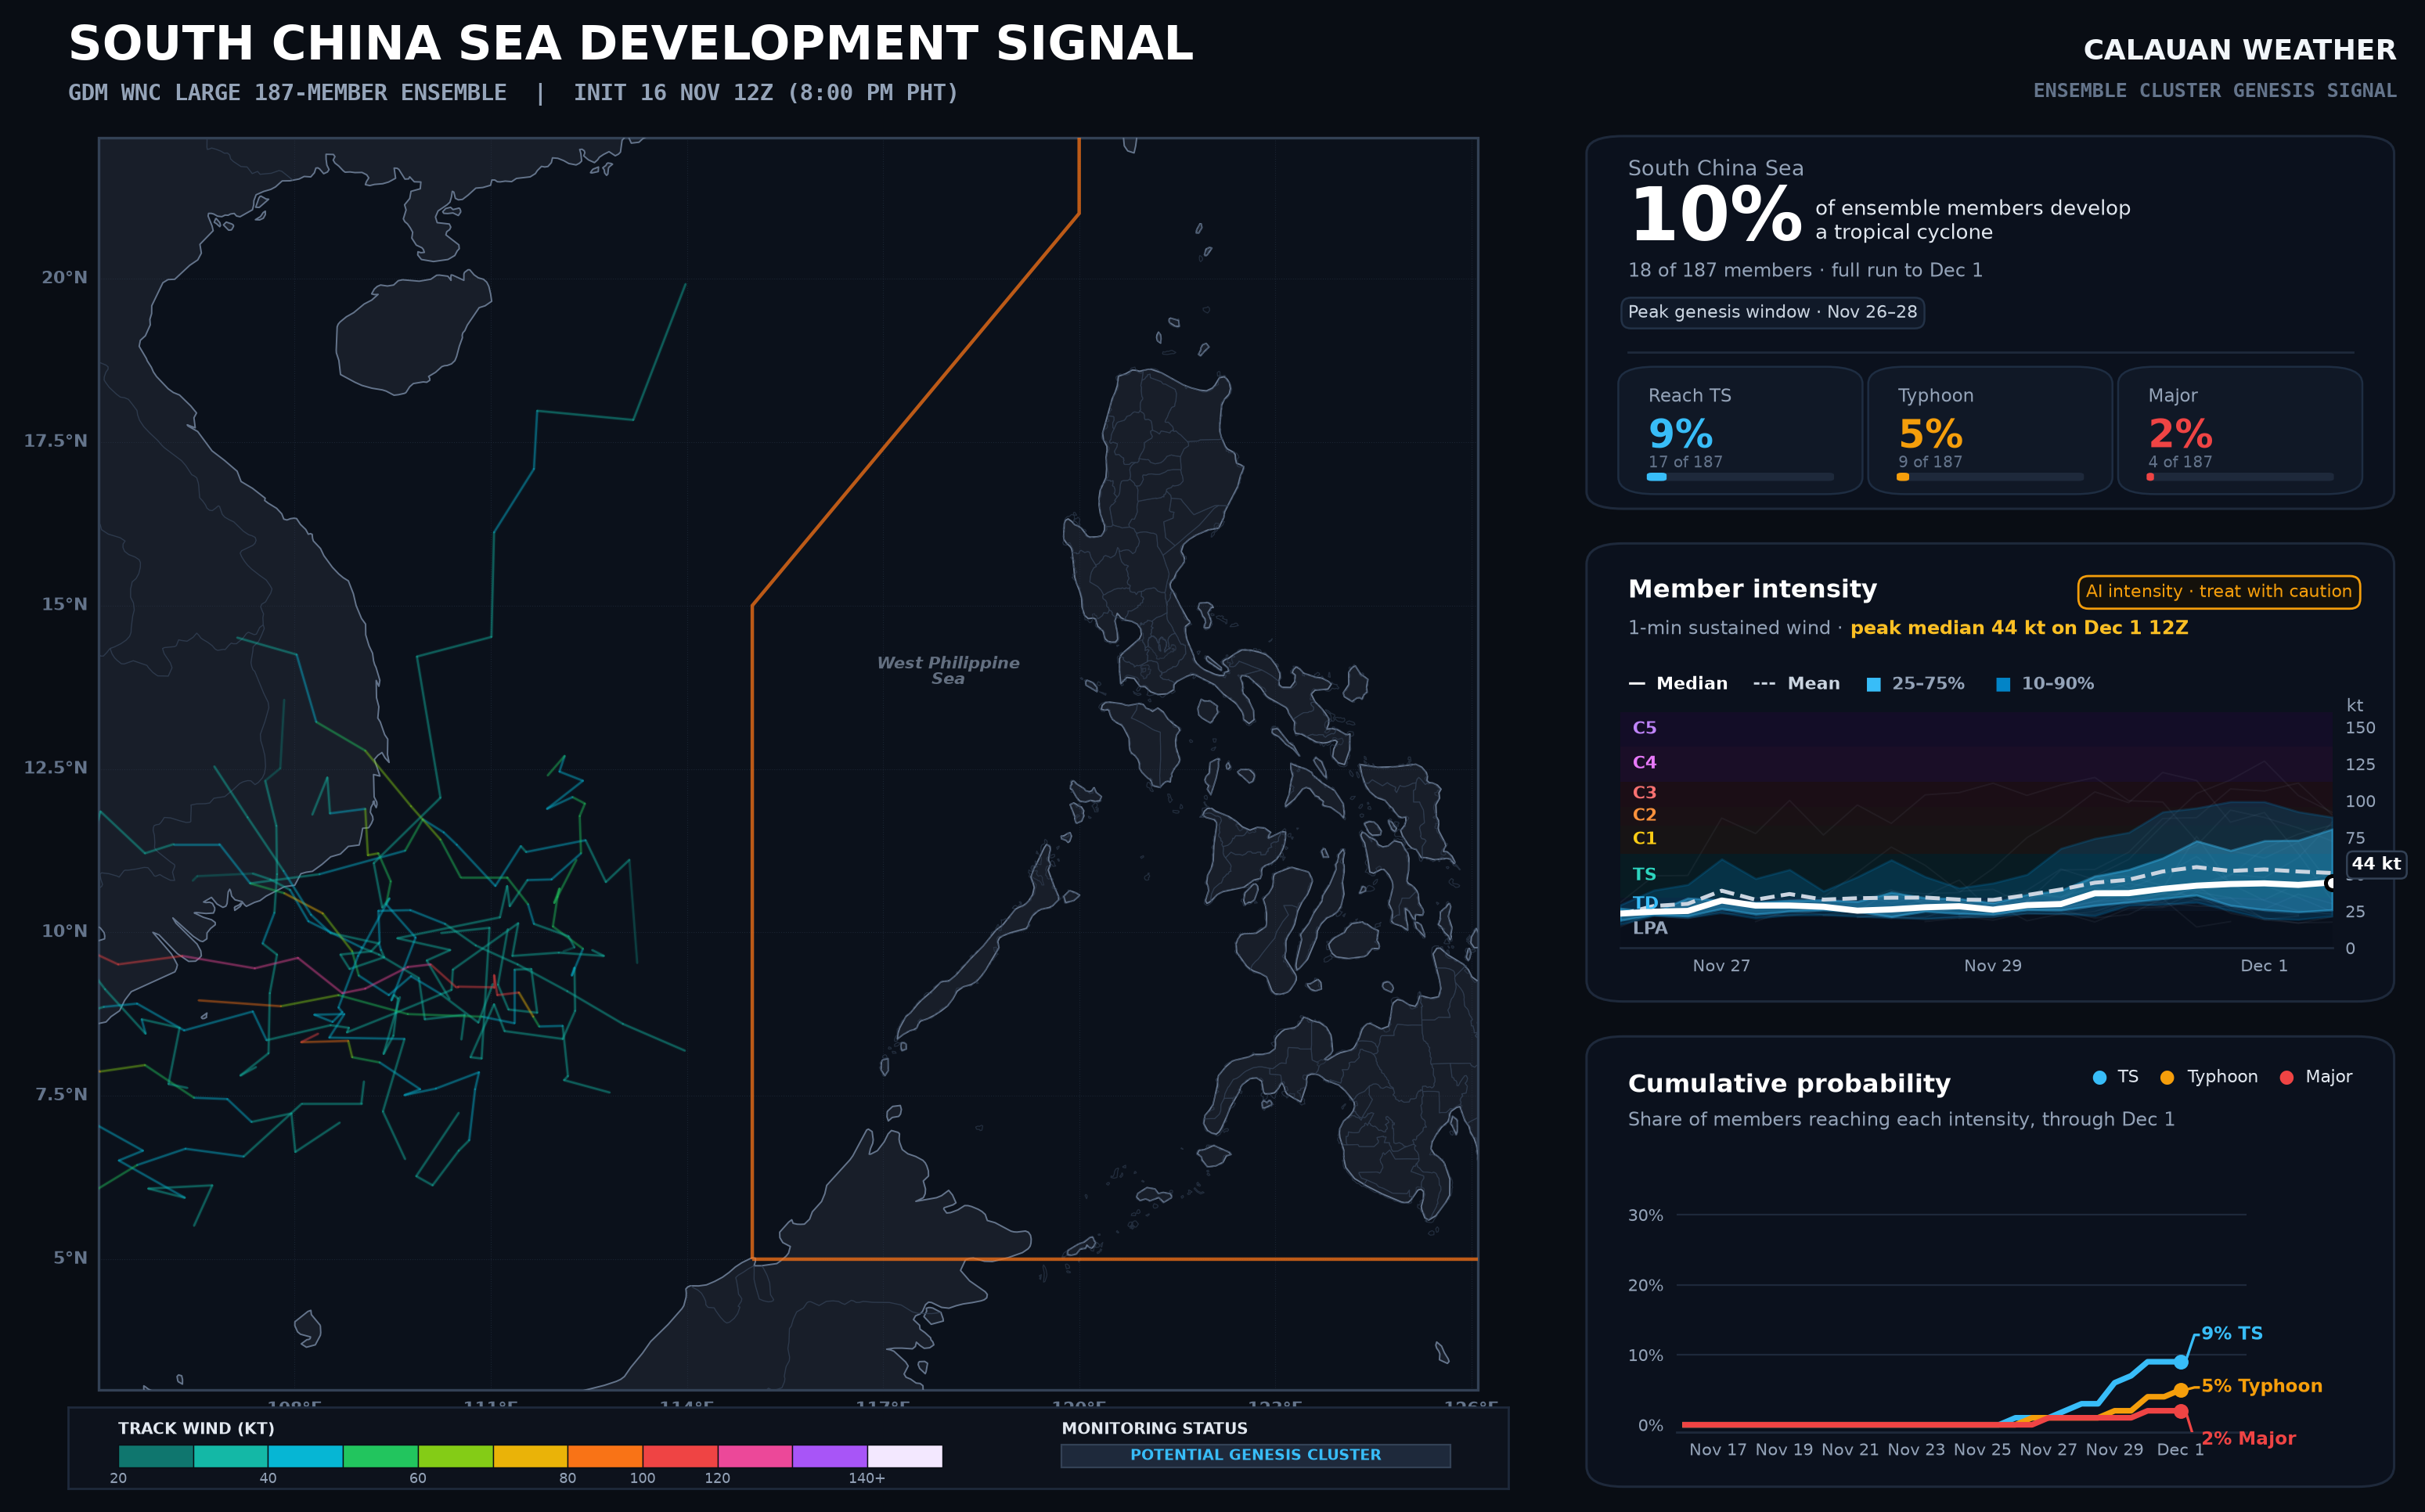 SOUTH CHINA SEA DEVELOPMENT SIGNAL
GDM WNC LARGE 187-MEMBER ENSEMBLE | INIT 16 NOV 12Z (8:00 PM PHT)
CALAUAN WEATHER
ENSEMBLE CLUSTER GENESIS SIGNAL
20°N
17.5°N
15°N
12.5°N
10°N
7.5°N
5°N
West Philippine
Sea
108°E 111°E 114°E 117°E 120°E 123°E 126°E
TRACK WIND (KT)
20 40 60 80 100 120 140+
MONITORING STATUS
POTENTIAL GENESIS CLUSTER
South China Sea
10% of ensemble members develop
a tropical cyclone
18 of 187 members · full run to Dec 1
Peak genesis window · Nov 26–28
Reach TS
9%
17 of 187
Typhoon
5%
9 of 187
Major
2%
4 of 187
Member intensity
AI intensity · treat with caution
1-min sustained wind · peak median 44 kt on Dec 1 12Z
Median Mean 25–75% 10–90%
kt
C5
C4
C3
C2
C1
TS
TD
LPA
150
125
100
75
44 kt
25
0
Nov 27 Nov 29 Dec 1
Cumulative probability
TS Typhoon Major
Share of members reaching each intensity, through Dec 1
30%
20%
10%
0%
9% TS
5% Typhoon
2% Major
Nov 17 Nov 19 Nov 21 Nov 23 Nov 25 Nov 27 Nov 29 Dec 1